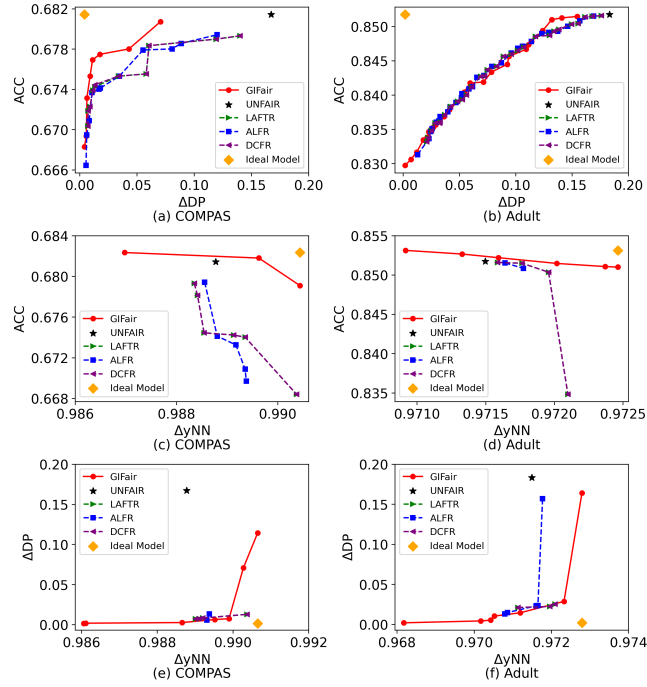 0.682
0.678
0.674
0.670
0.666
ACC
GIFair
UNFAIR
LAFTR
ALFR
DCFR
Ideal Model
0.00 0.05 0.10 0.15 0.20
ΔDP
(a) COMPAS
0.850
0.845
0.840
0.835
0.830
ACC
GIFair
UNFAIR
LAFTR
ALFR
DCFR
Ideal Model
0.00 0.05 0.10 0.15 0.20
ΔDP
(b) Adult
0.684
0.680
0.676
0.672
0.668
ACC
GIFair
UNFAIR
LAFTR
ALFR
DCFR
Ideal Model
0.986 0.988 0.990
ΔyNN
(c) COMPAS
0.855
0.850
0.845
0.840
0.835
ACC
GIFair
UNFAIR
LAFTR
ALFR
DCFR
Ideal Model
0.9710 0.9715 0.9720 0.9725
ΔyNN
(d) Adult
0.20
0.15
0.10
0.05
0.00
ΔDP
GIFair
UNFAIR
LAFTR
ALFR
DCFR
Ideal Model
0.986 0.988 0.990 0.992
ΔyNN
(e) COMPAS
0.20
0.15
0.10
0.05
0.00
ΔDP
GIFair
UNFAIR
LAFTR
ALFR
DCFR
Ideal Model
0.968 0.970 0.972 0.974
ΔyNN
(f) Adult